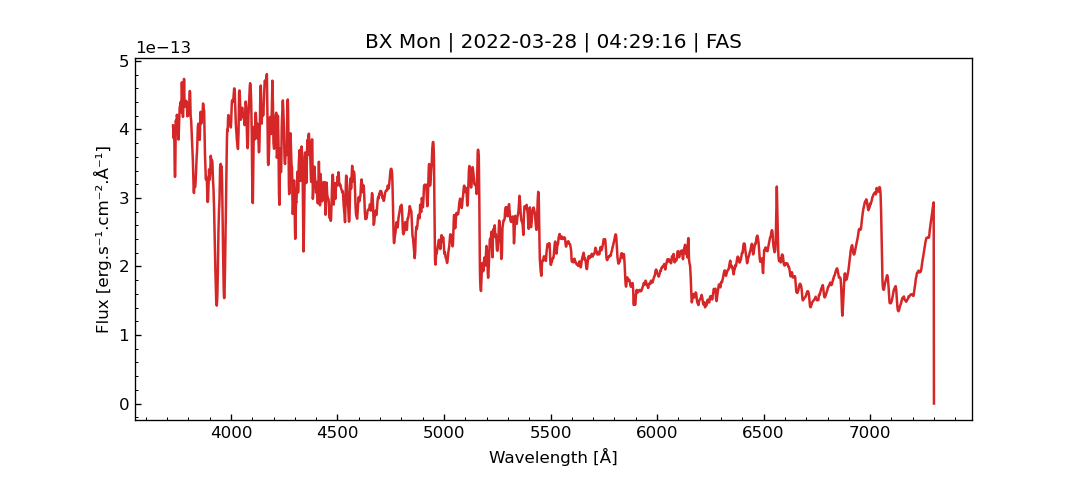 BX Mon | 2022-03-28 | 04:29:16 | FAS
1e−13
5
4
3
2
1
0
Flux [erg.s⁻¹.cm⁻².Å⁻¹]
4000 4500 5000 5500 6000 6500 7000
Wavelength [Å]